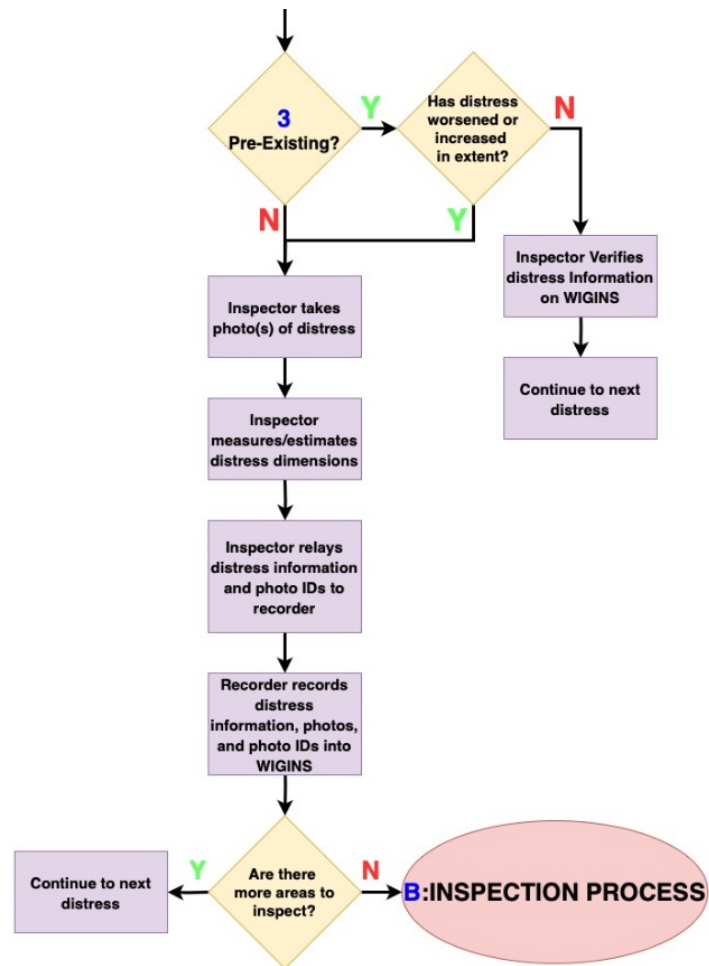 3
Pre-Existing?
Y
Has distress
worsened or
increased
in extent?
N
N
Y
Inspector Verifies
distress Information
on WIGINS
Continue to next
distress
Inspector takes
photo(s) of distress
Inspector
measures/estimates
distress dimensions
Inspector relays
distress information
and photo IDs to
recorder
Recorder records
distress
information, photos,
and photo IDs into
WIGINS
Are there
more areas to
inspect?
Y
Continue to next
distress
N
B:INSPECTION PROCESS